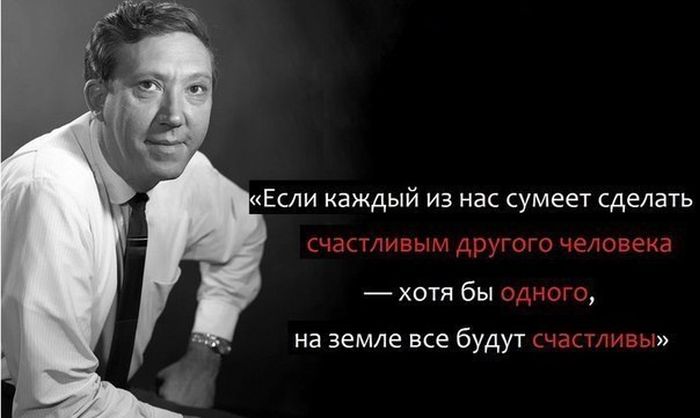 «Если каждый из нас сумеет сделать
счастливым другого человека
— хотя бы одного,
на земле все будут счастливы»